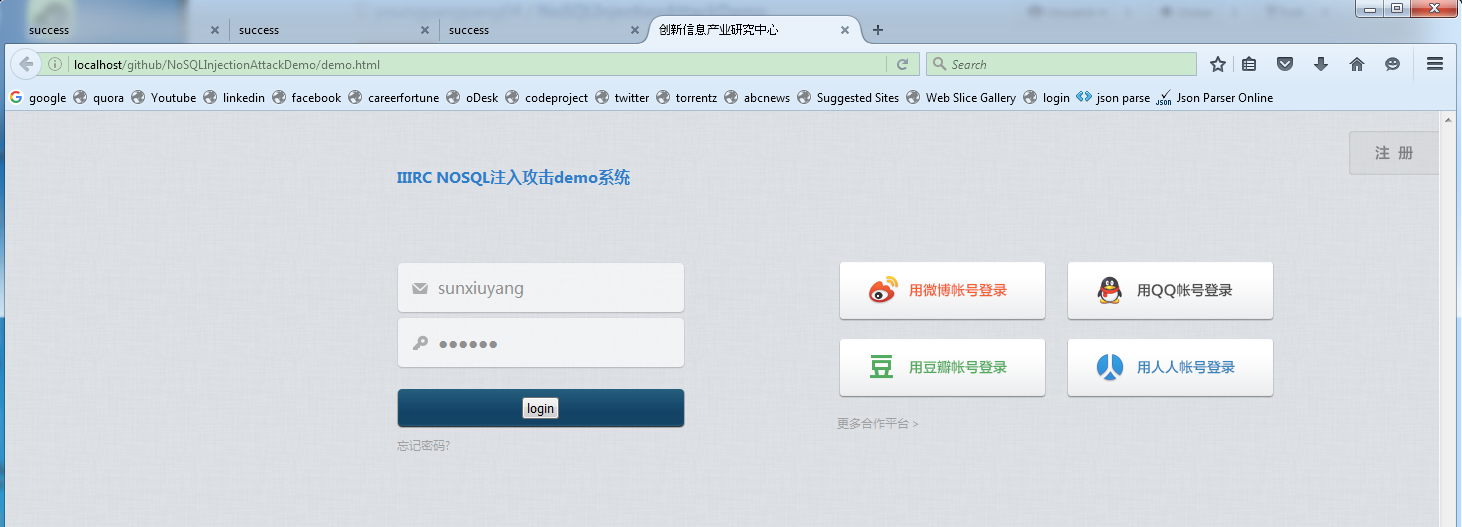 success success success 创新信息产业研究中心
localhost/github/NoSQLInjectionAttackDemo/demo.html Search
google quora Youtube linkedin facebook careerfortune oDesk codeproject twitter torrentz abcnews Suggested Sites Web Slice Gallery login json parse JSON Json Parser Online
注 册
IIIRC NOSQL注入攻击demo系统
sunxiuyang 用微博帐号登录 用QQ帐号登录
●●●●●● 用豆瓣帐号登录 用人人帐号登录
login
更多合作平台 >
忘记密码?